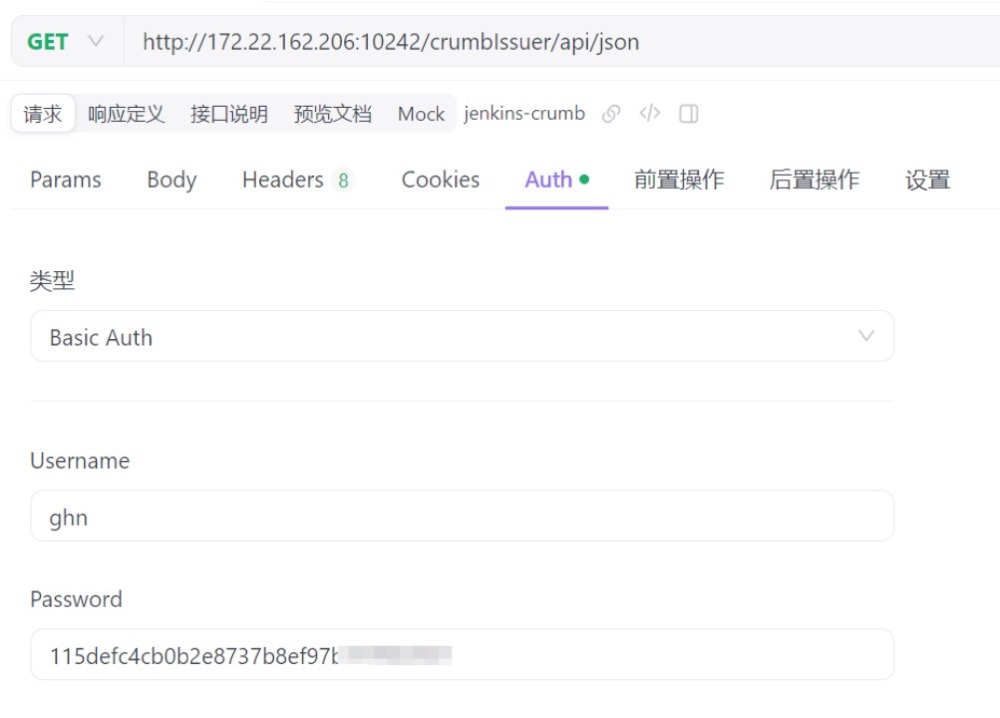 GET http://172.22.162.206:10242/crumbIssuer/api/json
请求 响应定义 接口说明 预览文档 Mock jenkins-crumb
Params Body Headers 8 Cookies Auth 前置操作 后置操作 设置
类型
Basic Auth
Username
ghn
Password
115defc4cb0b2e8737b8ef97b